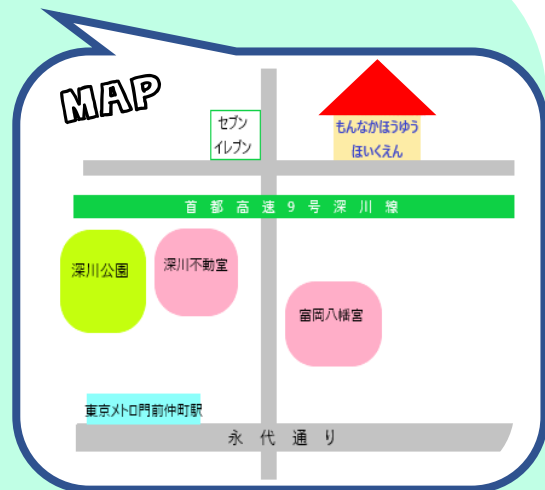 MAP
セブン
イレブン
もんなかほうゆう
ほいくえん
首都高速9号深川線
深川公園
深川不動堂
富岡八幡宮
東京メトロ門前仲町駅
永代通り